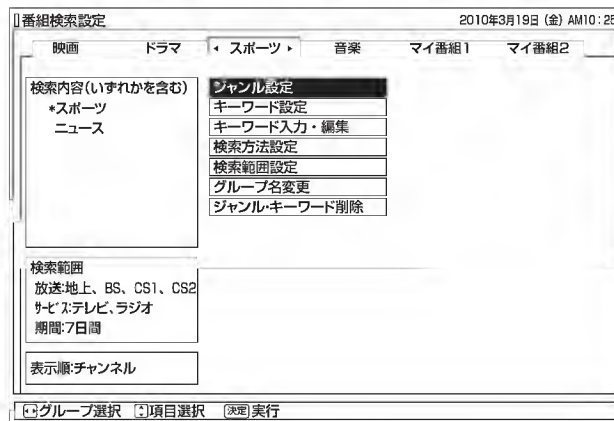 番組検索設定
2010年3月19日 (金) AM10:25
映画 ドラマ スポーツ 音楽 マイ番組1 マイ番組2
検索内容(いずれかを含む)
*スポーツ
ニュース
ジャンル設定
キーワード設定
キーワード入力・編集
検索方法設定
検索範囲設定
グループ名変更
ジャンル・キーワード削除
検索範囲
放送:地上、BS、CS1、CS2
サービス:テレビ、ラジオ
期間:7日間
表示順:チャンネル
グループ選択 項目選択 決定 実行